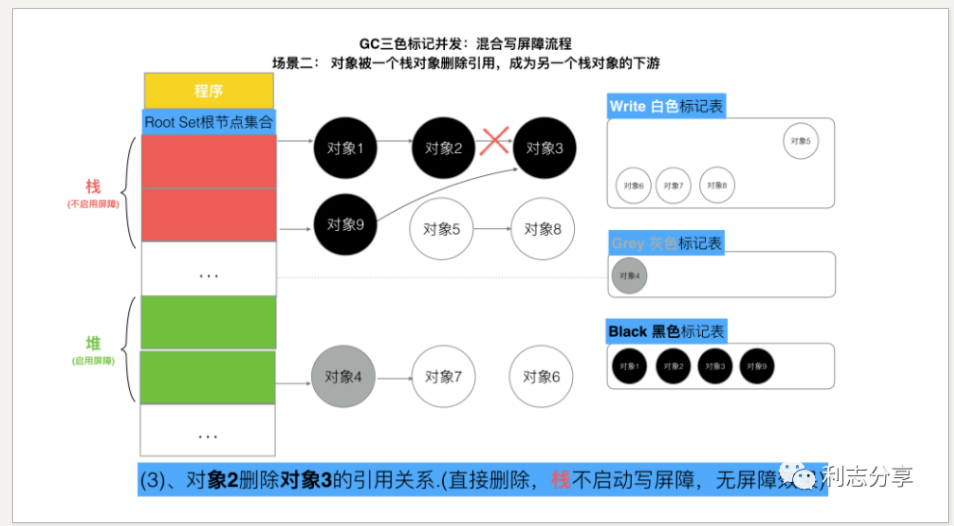 GC三色标记并发：混合写屏障流程
场景二： 对象被一个栈对象删除引用，成为另一个栈对象的下游
程序
Root Set根节点集合
栈
(不启用屏障)
...
堆
(启用屏障)
...
对象1
对象2
对象3
对象9
对象5
对象8
对象4
对象7
对象6
Write 白色标记表
对象5
对象6
对象7
对象8
Grey 灰色标记表
对象4
Black 黑色标记表
对象1
对象2
对象3
对象9
(3)、对象2删除对象3的引用关系.(直接删除，栈不启动写屏障，无屏障
利志分享